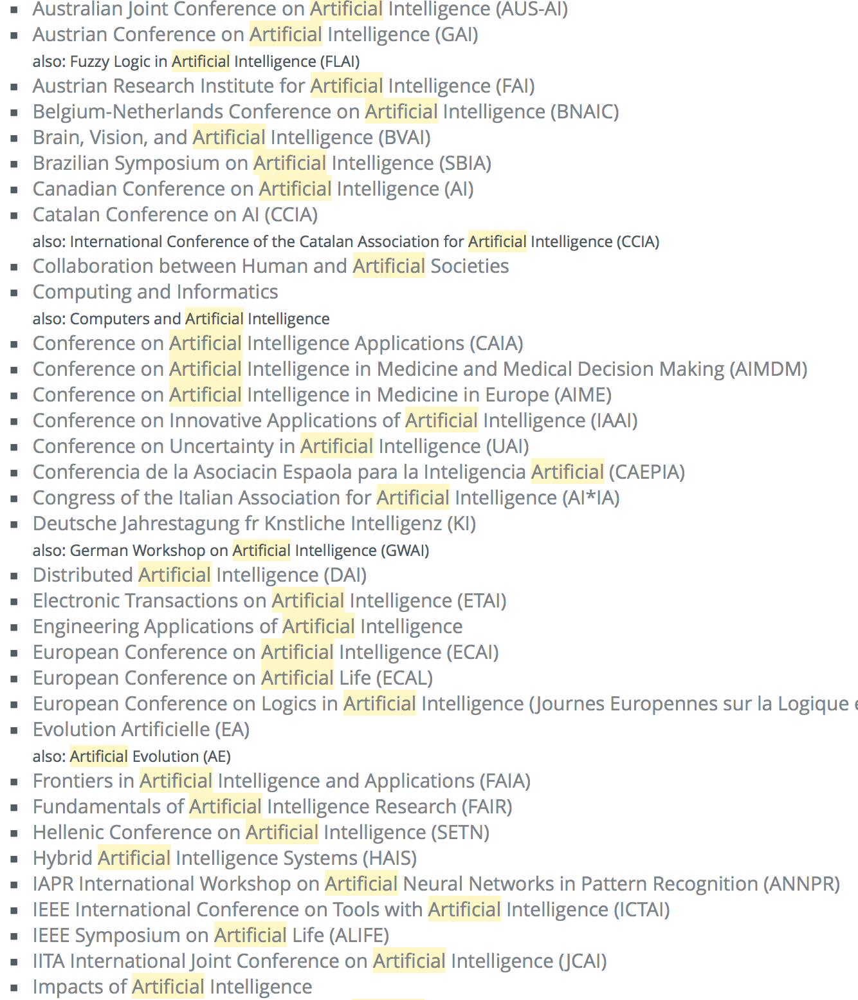 Australian Joint Conference on Artificial Intelligence (AUS-AI)
Austrian Conference on Artificial Intelligence (GAI)
also: Fuzzy Logic in Artificial Intelligence (FLAI)
Austrian Research Institute for Artificial Intelligence (FAI)
Belgium-Netherlands Conference on Artificial Intelligence (BNAIC)
Brain, Vision, and Artificial Intelligence (BVAI)
Brazilian Symposium on Artificial Intelligence (SBIA)
Canadian Conference on Artificial Intelligence (AI)
Catalan Conference on AI (CCIA)
also: International Conference of the Catalan Association for Artificial Intelligence (CCIA)
Collaboration between Human and Artificial Societies
Computing and Informatics
also: Computers and Artificial Intelligence
Conference on Artificial Intelligence Applications (CAIA)
Conference on Artificial Intelligence in Medicine and Medical Decision Making (AIMDM)
Conference on Artificial Intelligence in Medicine in Europe (AIME)
Conference on Innovative Applications of Artificial Intelligence (IAAI)
Conference on Uncertainty in Artificial Intelligence (UAI)
Conferencia de la Asociacin Espaola para la Inteligencia Artificial (CAEPIA)
Congress of the Italian Association for Artificial Intelligence (AI*IA)
Deutsche Jahrestagung fr Knstliche Intelligenz (KI)
also: German Workshop on Artificial Intelligence (GWAI)
Distributed Artificial Intelligence (DAI)
Electronic Transactions on Artificial Intelligence (ETAI)
Engineering Applications of Artificial Intelligence
European Conference on Artificial Intelligence (ECAI)
European Conference on Artificial Life (ECAL)
European Conference on Logics in Artificial Intelligence (Journes Europennes sur la Logique
Evolution Artificielle (EA)
also: Artificial Evolution (AE)
Frontiers in Artificial Intelligence and Applications (FAIA)
Fundamentals of Artificial Intelligence Research (FAIR)
Hellenic Conference on Artificial Intelligence (SETN)
Hybrid Artificial Intelligence Systems (HAIS)
IAPR International Workshop on Artificial Neural Networks in Pattern Recognition (ANNPR)
IEEE International Conference on Tools with Artificial Intelligence (ICTAI)
IEEE Symposium on Artificial Life (ALIFE)
IITA International Joint Conference on Artificial Intelligence (JCAI)
Impacts of Artificial Intelligence